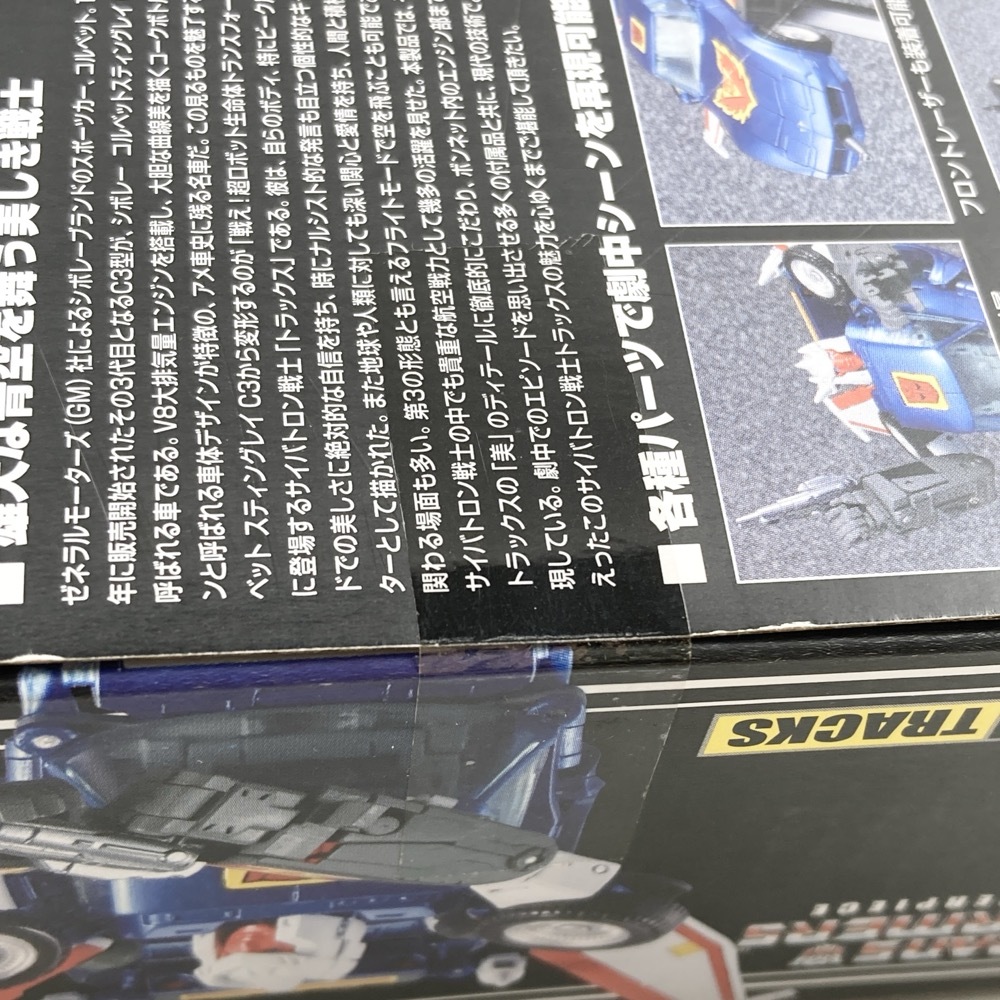 雄大な青空を舞う美しき戦士
ゼネラルモーターズ(GM)社によるシボレーブランドのスポーツカー、コルベット。1
年に販売開始されたその3代目となるC3型が、シボレー コルベットスティングレイ
呼ばれる車である。V8大排気量エンジンを搭載し、大胆な曲線美を描くコークボトル
ンと呼ばれる車体デザインが特徴の、アメ車史に残る名車だ。この見るものを魅了する
ベット スティングレイ C3から変形するのが「戦え!超ロボット生命体トランスフォー
に登場するサイバトロン戦士「トラックス」である。彼は、自らのボディ、特にビークル
ドでの美しさに絶対的な自信を持ち、時にナルシスト的な発言も目立つ個性的なキ
ターとして描かれた。また地球や人類に対しても深い関心と愛情を持ち、人間と積極
関わる場面も多い。第3の形態とも言えるフライトモードで空を飛ぶことも可能で
サイバトロン戦士の中でも貴重な航空戦力として幾多の活躍を見せた。本製品では、
トラックスの「美」のディテールに徹底的にこだわり、ボンネット内のエンジン部ま
現している。劇中でのエピソードを思い出させる多くの付属品と共に、現代の技術で
えったこのサイバトロン戦士トラックスの魅力を心ゆくまでご堪能して頂きたい。
■各種パーツで劇中シーンを再現可能
フロントレーザーも装着可能
TRACKS